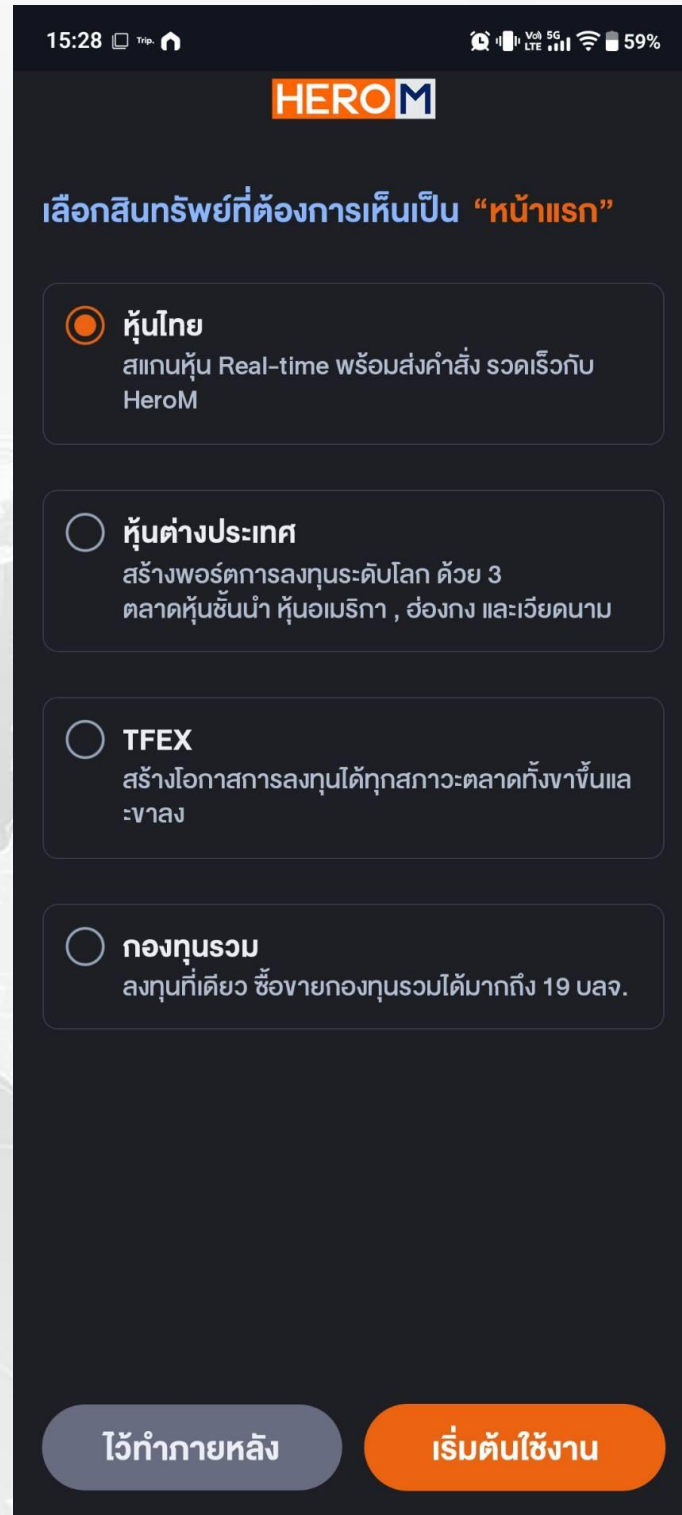 15:28 Trip. Vo) 5G LTE 59%
HEROM
เลือกสินทรัพย์ที่ต้องการเห็นเป็น “หน้าแรก”
หุ้นไทย
สแกนหุ้น Real-time พร้อมส่งคำสั่ง รวดเร็วกับ
HeroM
หุ้นต่างประเทศ
สร้างพอร์ตการลงทุนระดับโลก ด้วย 3
ตลาดหุ้นชั้นนำ หุ้นอเมริกา , ฮ่องกง และเวียดนาม
TFEX
สร้างโอกาสการลงทุนได้ทุกสภาวะตลาดทั้งขาขึ้นแล
ะขาลง
กองทุนรวม
ลงทุนที่เดียว ซื้อขายกองทุนรวมได้มากถึง 19 บลจ.
ไว้ทำภายหลัง เริ่มต้นใช้งาน